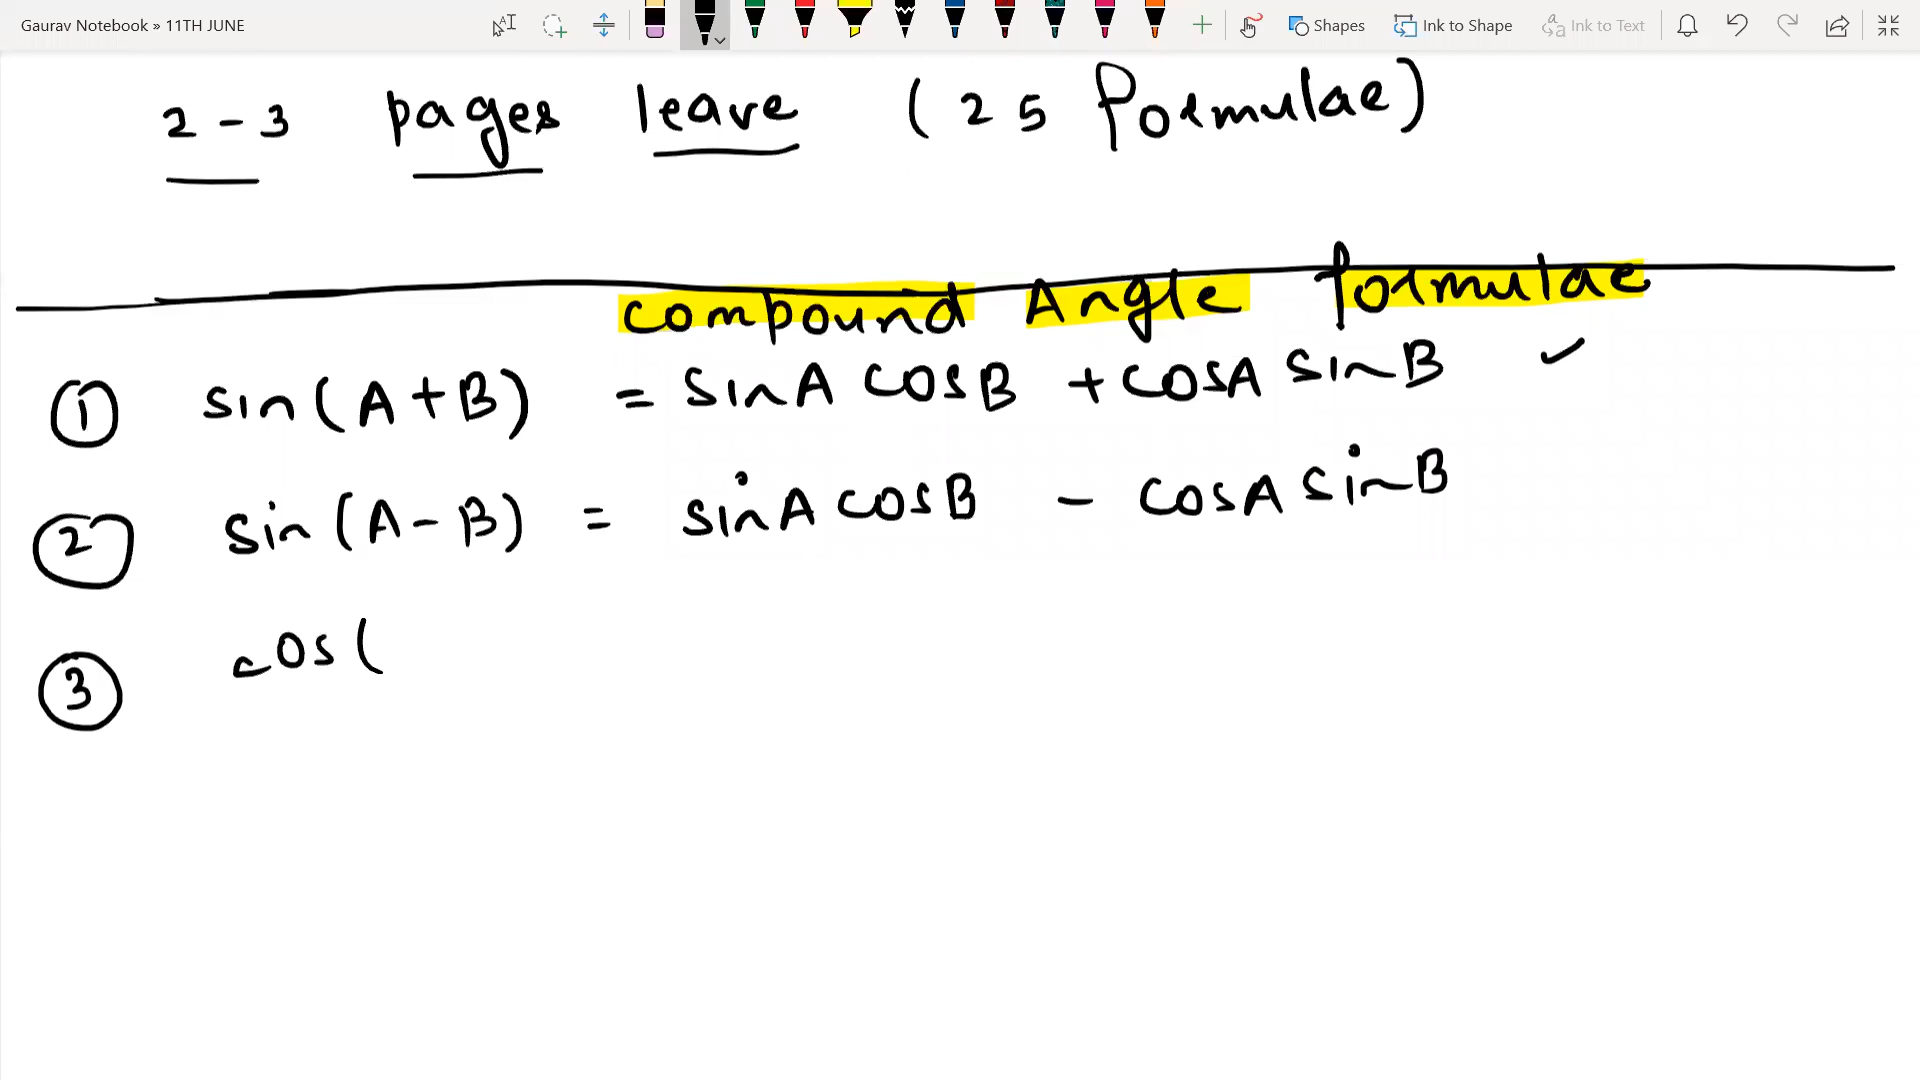 Gaurav Notebook » 11TH JUNE Shapes Ink to Shape Ink to Text
2-3 pages leave (25 formulae)
compound Angle formulae
① sin(A+B) = sinA cosB + cosA sinB ✓
② sin(A-B) = sinA cosB - cosA sinB
③ cos(